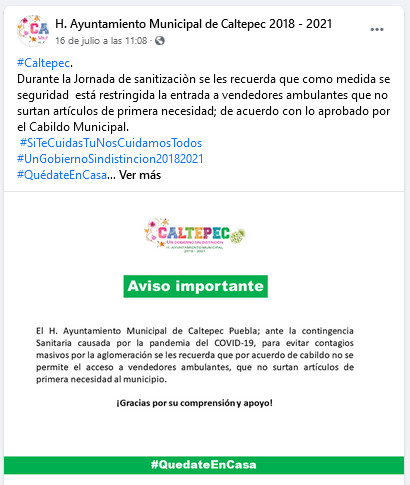 H. Ayuntamiento Municipal de Caltepec 2018 - 2021
16 de julio a las 11:08 ·
#Caltepec.
Durante la Jornada de sanitizaciòn se les recuerda que como medida se
seguridad está restringida la entrada a vendedores ambulantes que no
surtan artículos de primera necesidad; de acuerdo con lo aprobado por
el Cabildo Municipal.
#SiTeCuidasTuNosCuidamosTodos
#UnGobiernoSindistincion20182021
#QuédateEnCasa... Ver más
CALTEPEC
UN GOBIERNO SIN DISTINCIÓN
H. AYUNTAMIENTO MUNICIPAL
2018 - 2021
Aviso importante
El H. Ayuntamiento Municipal de Caltepec Puebla; ante la contingencia
Sanitaria causada por la pandemia del COVID-19, para evitar contagios
masivos por la aglomeración se les recuerda que por acuerdo de cabildo no se
permite el acceso a vendedores ambulantes, que no surtan artículos de
primera necesidad al municipio.
¡Gracias por su comprensión y apoyo!
#QuedateEnCasa